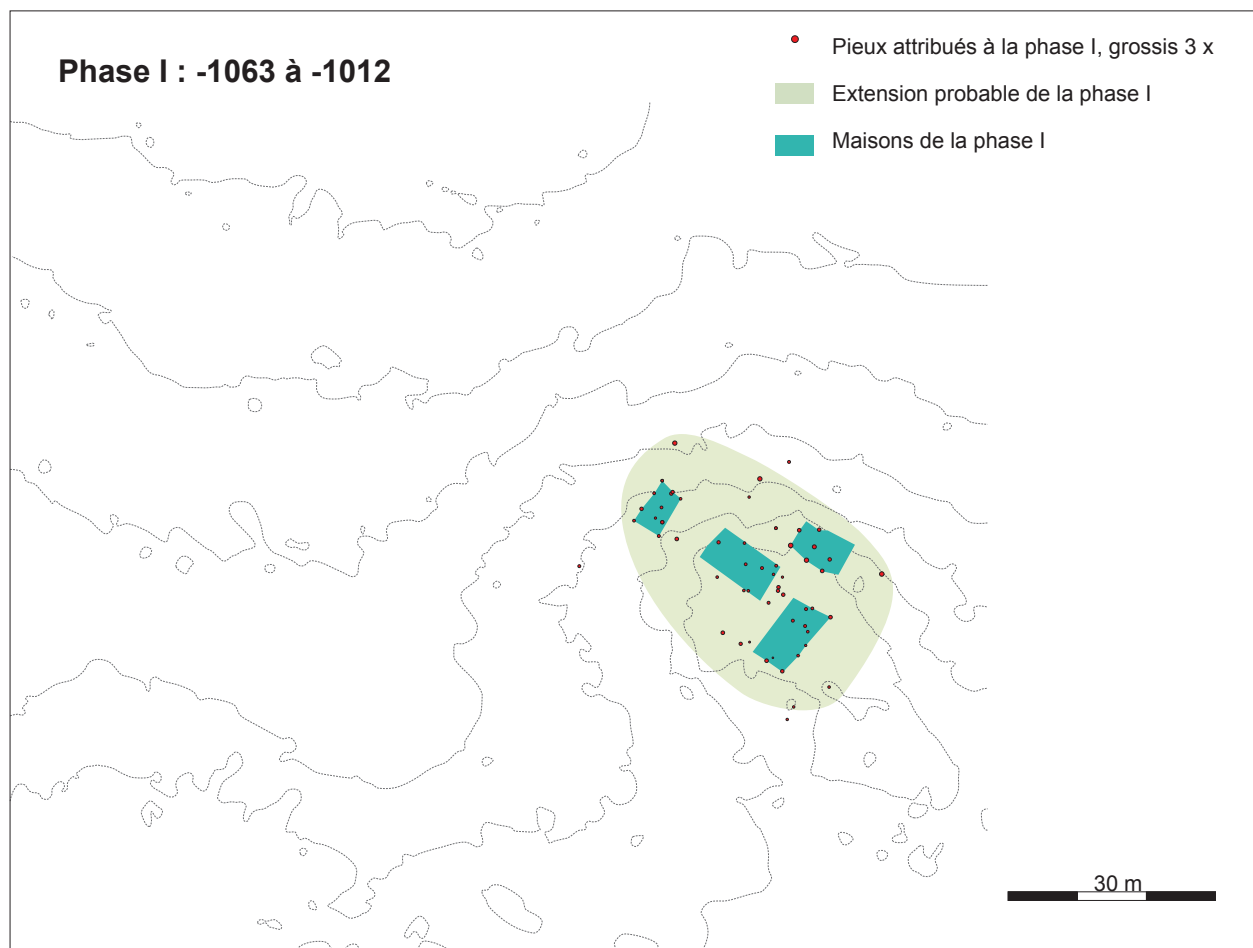 Phase I : -1063 à -1012
Pieux attribués à la phase I, grossis 3 x
Extension probable de la phase I
Maisons de la phase I
30 m